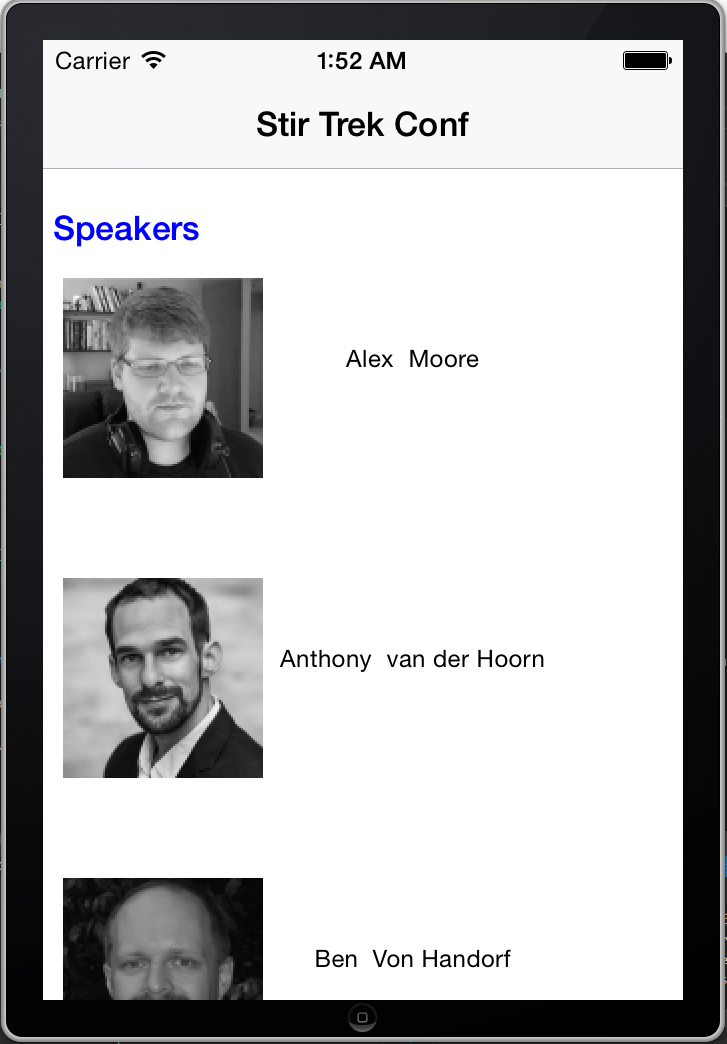 Carrier 1:52 AM
Stir Trek Conf
Speakers
Alex  Moore
Anthony  van der Hoorn
Ben  Von Handorf